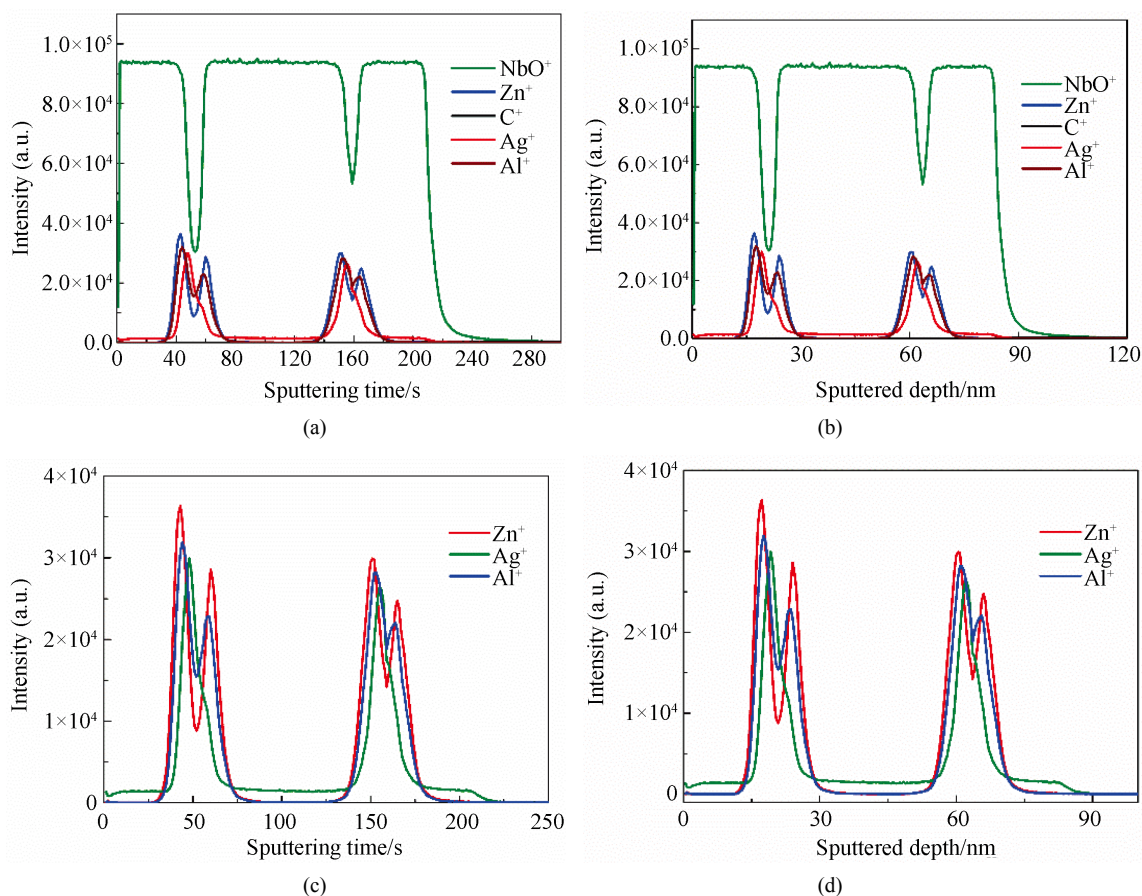 1.0×10⁵
8.0×10⁴
6.0×10⁴
4.0×10⁴
2.0×10⁴
0.0
Intensity (a.u.)
NbO⁺
Zn⁺
C⁺
Ag⁺
Al⁺
0 40 80 120 160 200 240 280
Sputtering time/s
(a)
1.0×10⁵
8.0×10⁴
6.0×10⁴
4.0×10⁴
2.0×10⁴
0.0
Intensity (a.u.)
NbO⁺
Zn⁺
C⁺
Ag⁺
Al⁺
0 30 60 90 120
Sputtered depth/nm
(b)
4×10⁴
3×10⁴
2×10⁴
1×10⁴
0
Intensity (a.u.)
Zn⁺
Ag⁺
Al⁺
0 50 100 150 200 250
Sputtering time/s
(c)
4×10⁴
3×10⁴
2×10⁴
1×10⁴
0
Intensity (a.u.)
Zn⁺
Ag⁺
Al⁺
0 30 60 90
Sputtered depth/nm
(d)